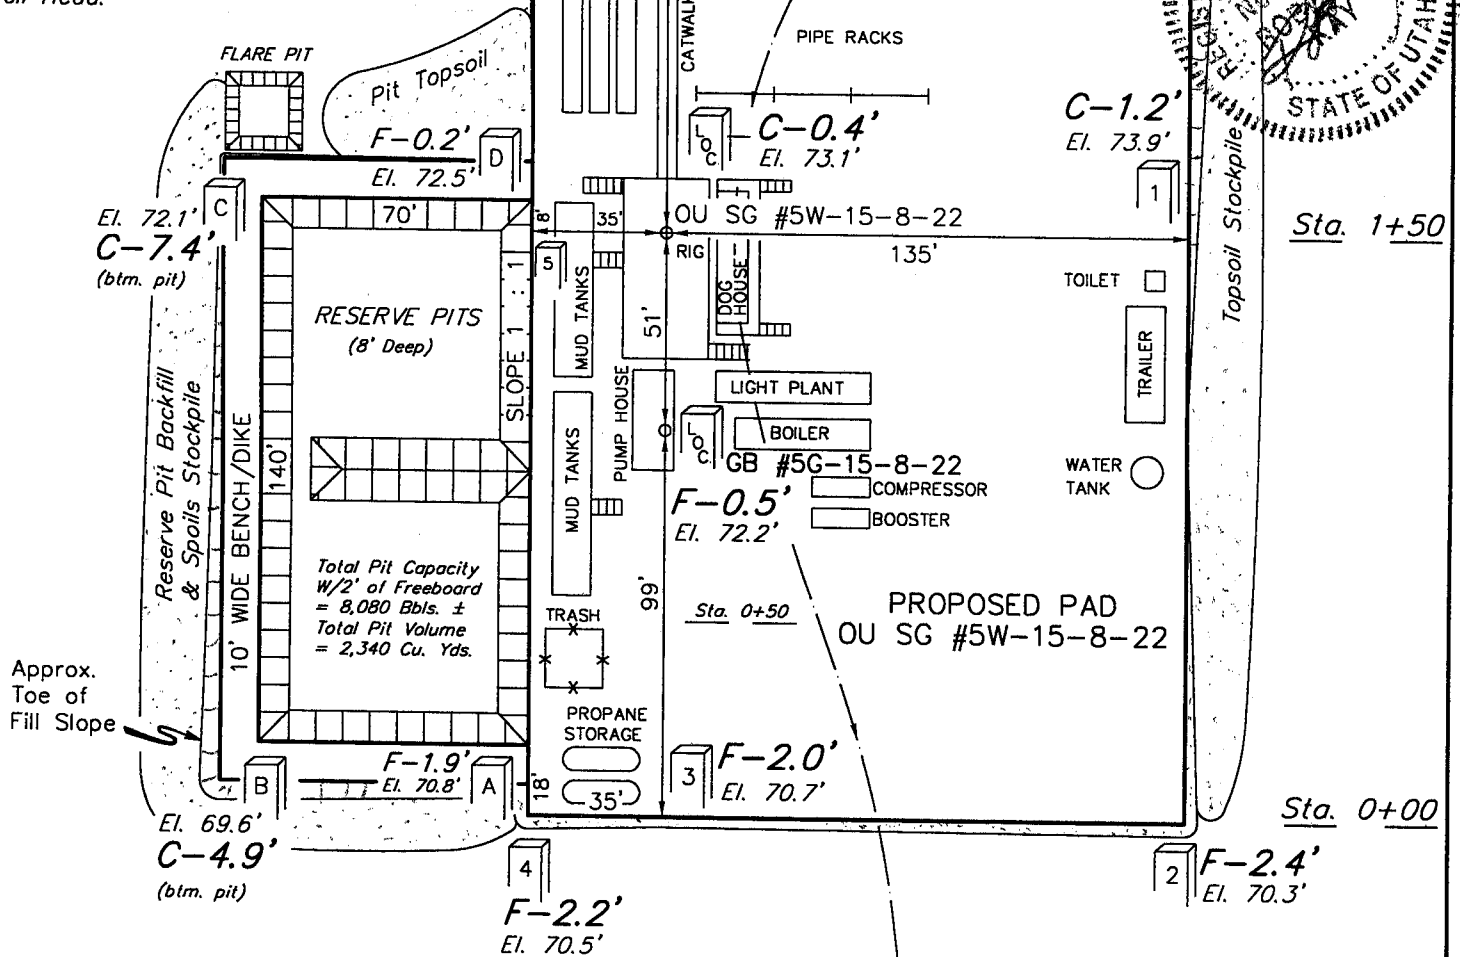 FLARE PIT
Pit Topsoil
CATWALK
PIPE RACKS
STATE OF UTAH
F-0.2'
El. 72.5'
D
LOC.
C-0.4'
El. 73.1'
C-1.2'
El. 73.9'
1
Topsoil Stockpile
Sta. 1+50
El. 72.1'
C
C-7.4'
(btm. pit)
70'
8'
35'
OU SG #5W-15-8-22
RIG
135'
5
MUD TANKS
DOG HOUSE
51'
TOILET
TRAILER
RESERVE PITS
(8' Deep)
SLOPE 1 : 1
Reserve Pit Backfill
& Spoils Stockpile
10' WIDE BENCH/DIKE
140'
MUD TANKS
PUMP HOUSE
LIGHT PLANT
BOILER
LOC.
GB #5G-15-8-22
F-0.5'
El. 72.2'
COMPRESSOR
BOOSTER
WATER
TANK
Total Pit Capacity
W/2' of Freeboard
= 8,080 Bbls. ±
Total Pit Volume
= 2,340 Cu. Yds.
TRASH
99'
Sta. 0+50
PROPOSED PAD
OU SG #5W-15-8-22
Approx.
Toe of
Fill Slope
PROPANE
STORAGE
F-1.9'
El. 70.8'
B
A
18'
35'
3
F-2.0'
El. 70.7'
Sta. 0+00
El. 69.6'
C-4.9'
(btm. pit)
4
F-2.2'
El. 70.5'
2
F-2.4'
El. 70.3'